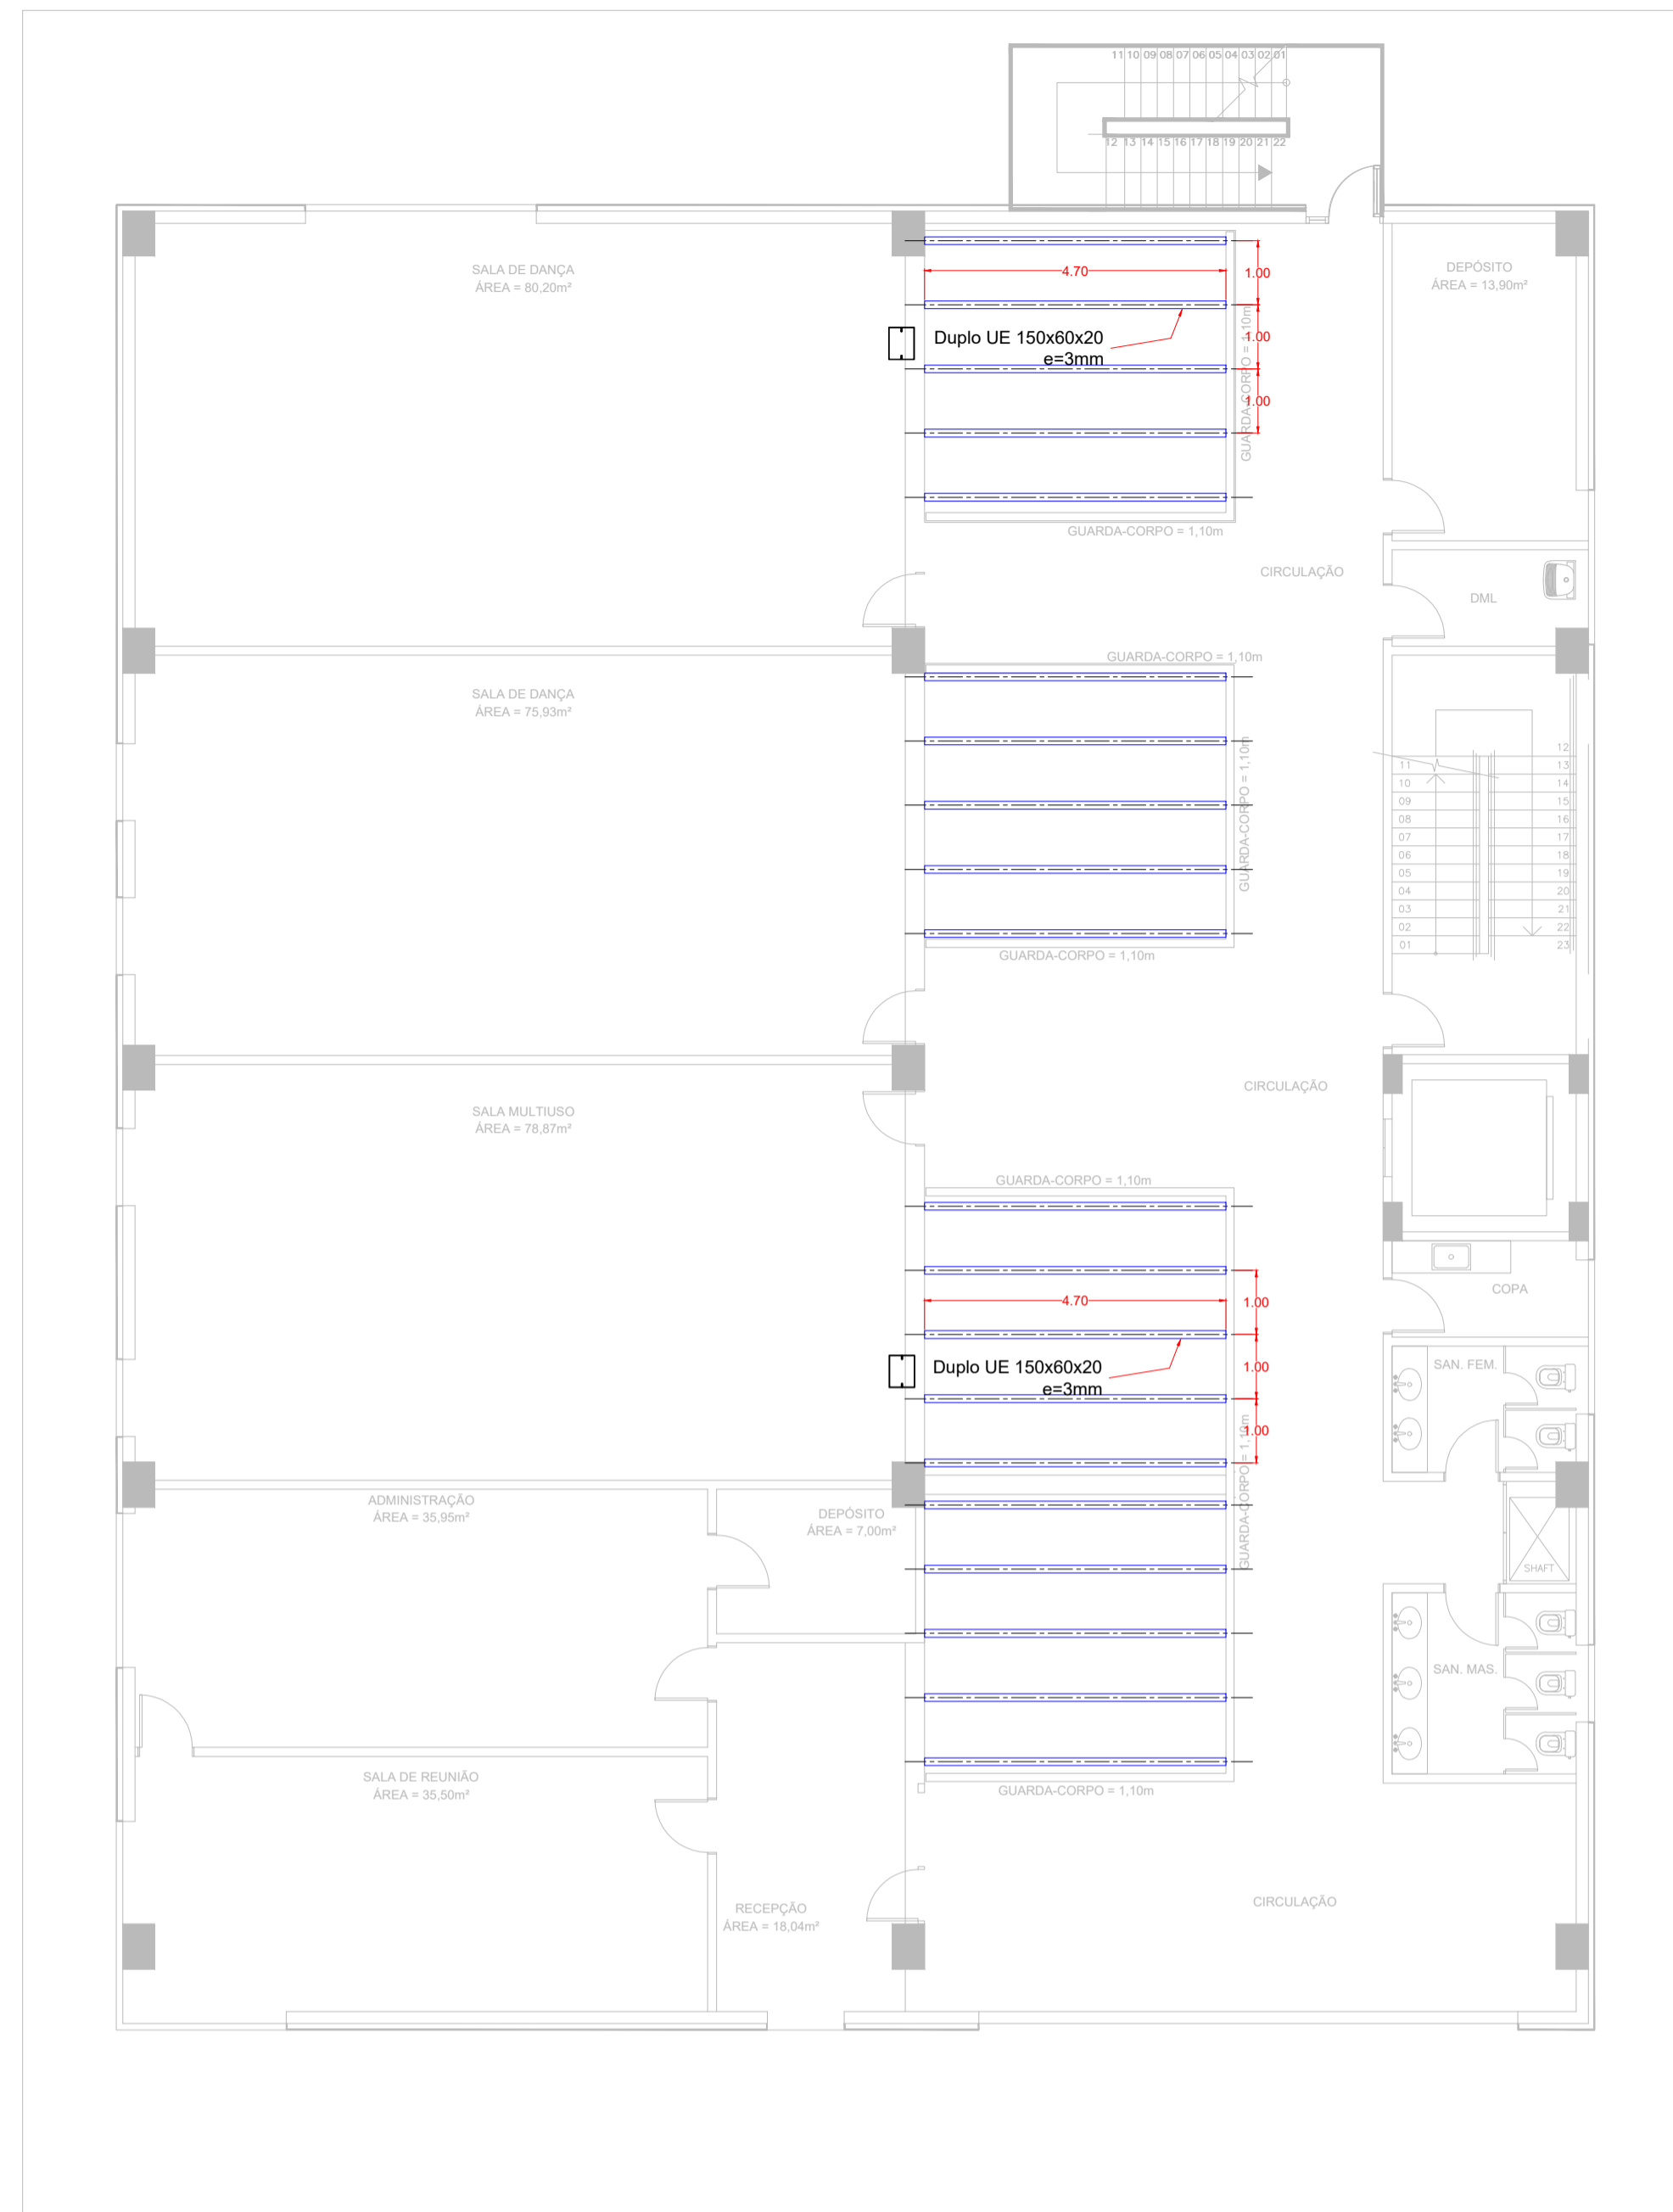 11 10 09 08 07 06 05 04 03 02 01
12 13 14 15 16 17 18 19 20 21 22
SALA DE DANÇA
ÁREA = 80,20m²
DEPÓSITO
ÁREA = 13,90m²
4.70
1.00
Duplo UE 150x60x20
e=3mm
1.00
1.00
GUARDA-CORPO = 1,10m
GUARDA-CORPO = 1,10m
CIRCULAÇÃO
DML
GUARDA-CORPO = 1,10m
SALA DE DANÇA
ÁREA = 75,93m²
GUARDA-CORPO = 1,10m
12
11
13
10
14
09
15
08
16
07
17
06
18
05
19
04
20
03
21
02
22
01
23
GUARDA-CORPO = 1,10m
CIRCULAÇÃO
SALA MULTIUSO
ÁREA = 78,87m²
GUARDA-CORPO = 1,10m
COPA
4.70
1.00
Duplo UE 150x60x20
e=3mm
1.00
1.00
SAN. FEM.
GUARDA-CORPO = 1,10m
ADMINISTRAÇÃO
ÁREA = 35,95m²
DEPÓSITO
ÁREA = 7,00m²
SHAFT
SAN. MAS.
SALA DE REUNIÃO
ÁREA = 35,50m²
GUARDA-CORPO = 1,10m
RECEPÇÃO
ÁREA = 18,04m²
CIRCULAÇÃO